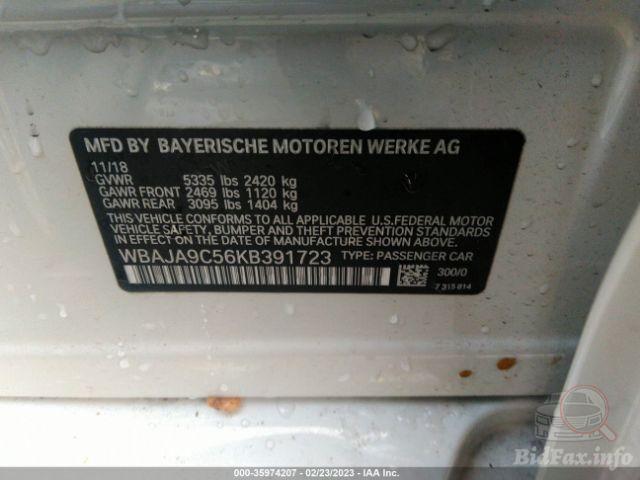 MFD BY BAYERISCHE MOTOREN WERKE AG
11/18
GVWR 5335 lbs 2420 kg
GAWR FRONT 2469 lbs 1120 kg
GAWR REAR 3095 lbs 1404 kg
THIS VEHICLE CONFORMS TO ALL APPLICABLE U.S.FEDERAL MOTOR
VEHICLE SAFETY, BUMPER AND THEFT PREVENTION STANDARDS IN
EFFECT ON THE DATE OF MANUFACTURE SHOWN ABOVE.
WBAJA9C56KB391723 TYPE: PASSENGER CAR
300/0
7 315 814
BidFax.info
000-35974207 - 02/23/2023 - IAA Inc.